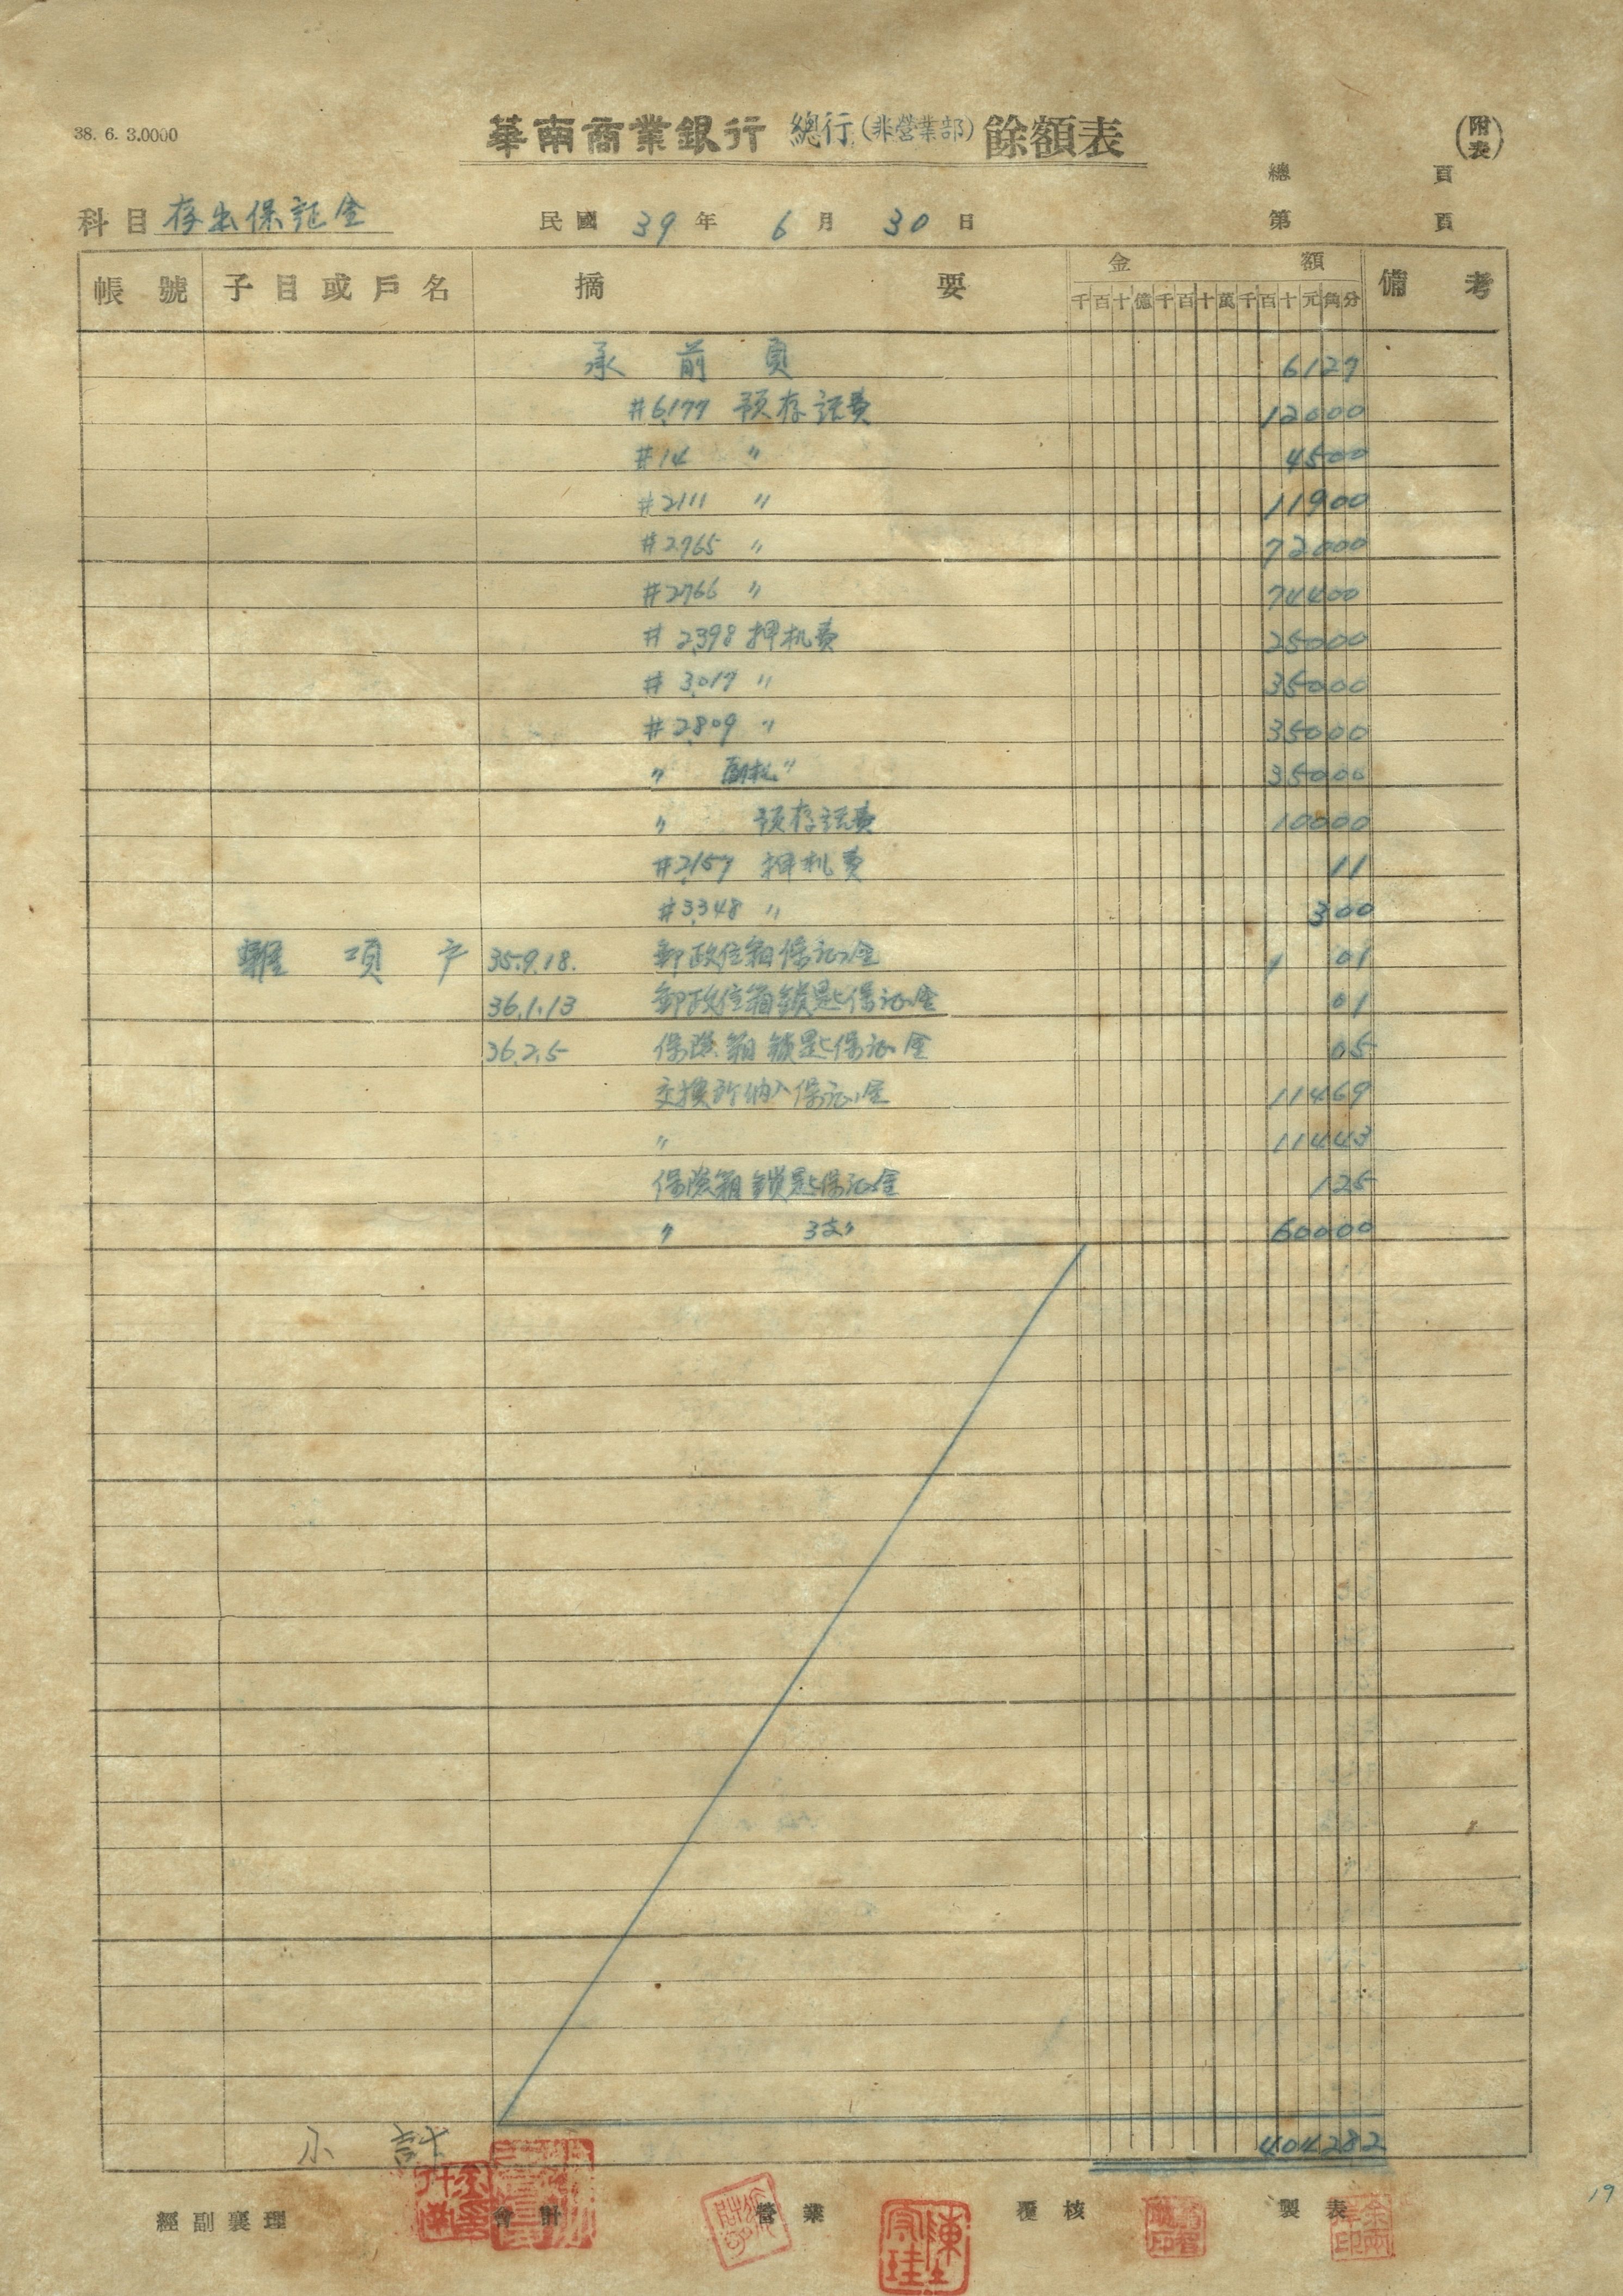 38. 6. 3.0000
華南商業銀行 總行(非營業部) 餘額表
(附表)
總 頁
科目 存出保証金 民國 39 年 6 月 30 日 第 頁
帳號 子目或戶名 摘要 金額 備考
千百十億千百十萬千百十元角分
承前頁 6127
#6177 預存話費 12000
#14 〃 4500
#2111 〃 11900
#2765 〃 72000
#2766 〃 74400
#2398 押机費 25000
#3017 〃 35000
#2809 〃 35000
〃 副机〃 35000
〃 預存話費 10000
#2157 押机費 11
#3348 〃 300
雜項戶 35.9.18. 郵政信箱保証金 01
36.1.13 郵政信箱鎖匙保証金 01
36.2.5 保險箱鎖匙保証金 05
交換所納入保証金 11469
〃 11443
保險箱鎖匙保証金 125
〃 3支〃 60000
小計 404282
經副襄理 會計 營業 覆核 製表
19